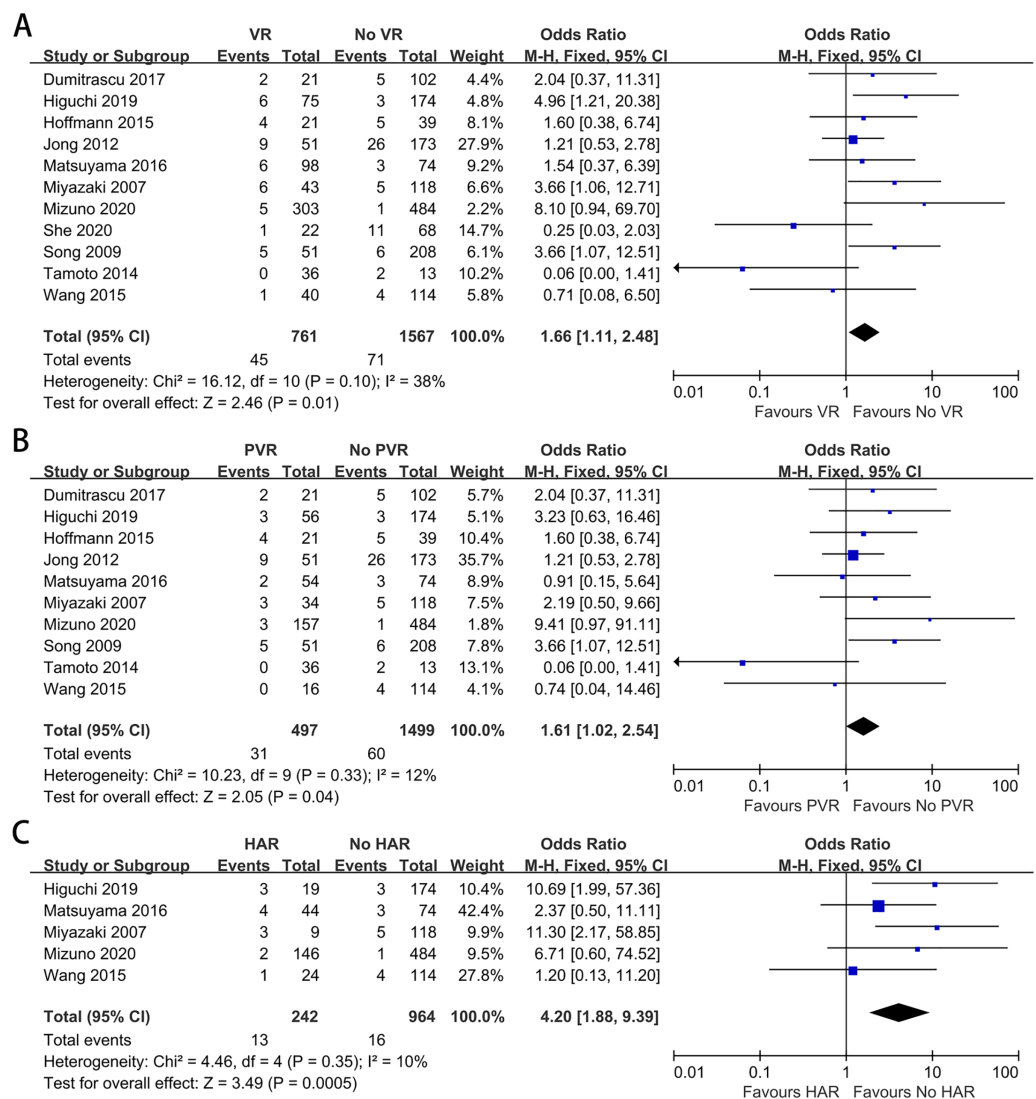 A
VR No VR Odds Ratio Odds Ratio
Study or Subgroup Events Total Events Total Weight M-H, Fixed, 95% CI M-H, Fixed, 95% CI
Dumitrascu 2017 2 21 5 102 4.4% 2.04 [0.37, 11.31]
Higuchi 2019 6 75 3 174 4.8% 4.96 [1.21, 20.38]
Hoffmann 2015 4 21 5 39 8.1% 1.60 [0.38, 6.74]
Jong 2012 9 51 26 173 27.9% 1.21 [0.53, 2.78]
Matsuyama 2016 6 98 3 74 9.2% 1.54 [0.37, 6.39]
Miyazaki 2007 6 43 5 118 6.6% 3.66 [1.06, 12.71]
Mizuno 2020 5 303 1 484 2.2% 8.10 [0.94, 69.70]
She 2020 1 22 11 68 14.7% 0.25 [0.03, 2.03]
Song 2009 5 51 6 208 6.1% 3.66 [1.07, 12.51]
Tamoto 2014 0 36 2 13 10.2% 0.06 [0.00, 1.41]
Wang 2015 1 40 4 114 5.8% 0.71 [0.08, 6.50]
Total (95% CI) 761 1567 100.0% 1.66 [1.11, 2.48]
Total events 45 71
Heterogeneity: Chi² = 16.12, df = 10 (P = 0.10); I² = 38%
Test for overall effect: Z = 2.46 (P = 0.01)
0.01 0.1 1 10 100
Favours VR Favours No VR
B
PVR No PVR Odds Ratio Odds Ratio
Study or Subgroup Events Total Events Total Weight M-H, Fixed, 95% CI M-H, Fixed, 95% CI
Dumitrascu 2017 2 21 5 102 5.7% 2.04 [0.37, 11.31]
Higuchi 2019 3 56 3 174 5.1% 3.23 [0.63, 16.46]
Hoffmann 2015 4 21 5 39 10.4% 1.60 [0.38, 6.74]
Jong 2012 9 51 26 173 35.7% 1.21 [0.53, 2.78]
Matsuyama 2016 2 54 3 74 8.9% 0.91 [0.15, 5.64]
Miyazaki 2007 3 34 5 118 7.5% 2.19 [0.50, 9.66]
Mizuno 2020 3 157 1 484 1.8% 9.41 [0.97, 91.11]
Song 2009 5 51 6 208 7.8% 3.66 [1.07, 12.51]
Tamoto 2014 0 36 2 13 13.1% 0.06 [0.00, 1.41]
Wang 2015 0 16 4 114 4.1% 0.74 [0.04, 14.46]
Total (95% CI) 497 1499 100.0% 1.61 [1.02, 2.54]
Total events 31 60
Heterogeneity: Chi² = 10.23, df = 9 (P = 0.33); I² = 12%
Test for overall effect: Z = 2.05 (P = 0.04)
0.01 0.1 1 10 100
Favours PVR Favours No PVR
C
HAR No HAR Odds Ratio Odds Ratio
Study or Subgroup Events Total Events Total Weight M-H, Fixed, 95% CI M-H, Fixed, 95% CI
Higuchi 2019 3 19 3 174 10.4% 10.69 [1.99, 57.36]
Matsuyama 2016 4 44 3 74 42.4% 2.37 [0.50, 11.11]
Miyazaki 2007 3 9 5 118 9.9% 11.30 [2.17, 58.85]
Mizuno 2020 2 146 1 484 9.5% 6.71 [0.60, 74.52]
Wang 2015 1 24 4 114 27.8% 1.20 [0.13, 11.20]
Total (95% CI) 242 964 100.0% 4.20 [1.88, 9.39]
Total events 13 16
Heterogeneity: Chi² = 4.46, df = 4 (P = 0.35); I² = 10%
Test for overall effect: Z = 3.49 (P = 0.0005)
0.01 0.1 1 10 100
Favours HAR Favours No HAR